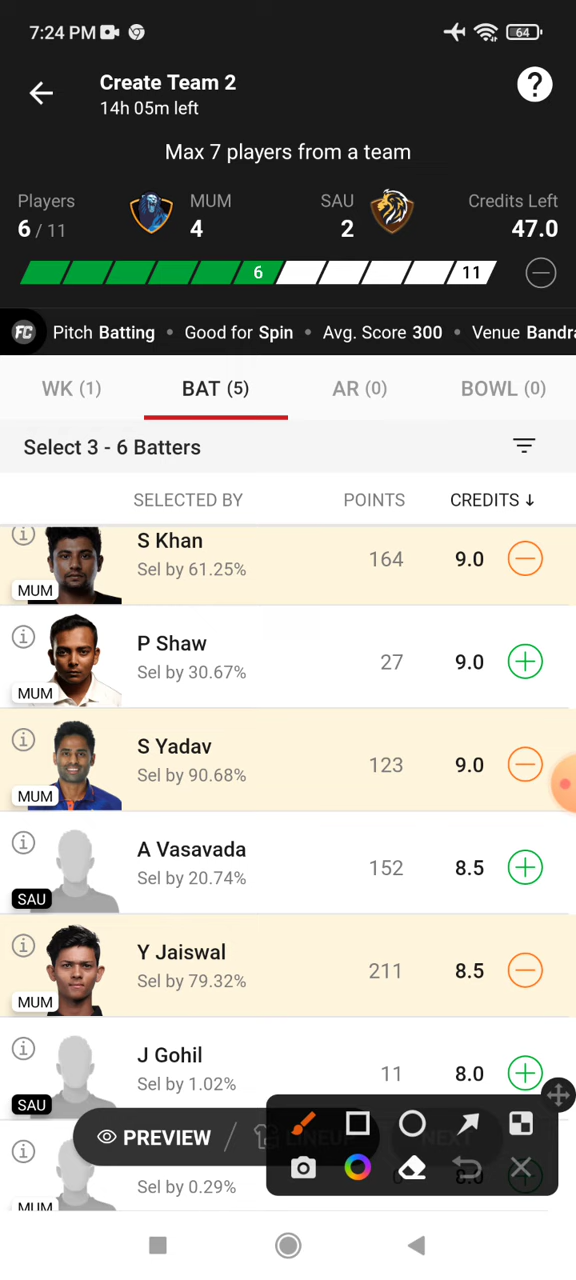 7:24 PM
64
Create Team 2
14h 05m left
?
Max 7 players from a team
Players
MUM
SAU
Credits Left
6 / 11
4
2
47.0
6
11
FC Pitch Batting • Good for Spin • Avg. Score 300 • Venue Bandra
WK (1)
BAT (5)
AR (0)
BOWL (0)
Select 3 - 6 Batters
SELECTED BY
POINTS
CREDITS ↓
S Khan
Sel by 61.25%
164
9.0
MUM
P Shaw
Sel by 30.67%
27
9.0
MUM
S Yadav
Sel by 90.68%
123
9.0
MUM
A Vasavada
Sel by 20.74%
152
8.5
SAU
Y Jaiswal
Sel by 79.32%
211
8.5
MUM
J Gohil
Sel by 1.02%
11
8.0
SAU
PREVIEW
LINEUP
NEXT
Sel by 0.29%
0
8.0
MUM